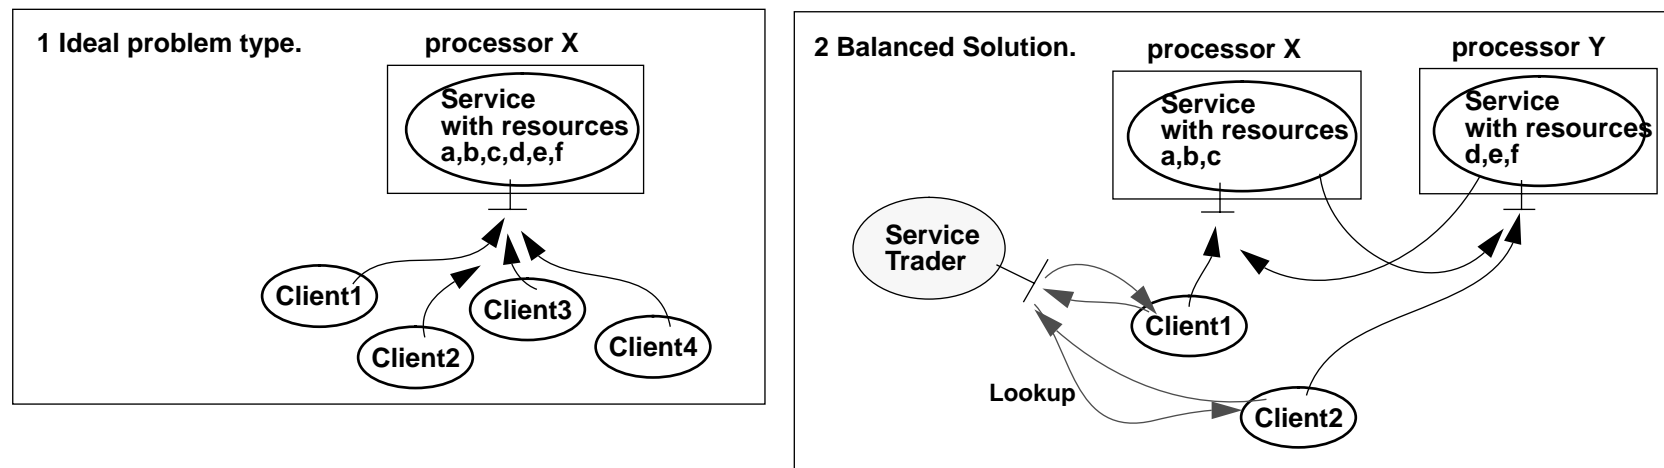 1 Ideal problem type.
processor X
Service
with resources
a,b,c,d,e,f
Client1
Client2
Client3
Client4
2 Balanced Solution.
processor X
processor Y
Service
with resources
a,b,c
Service
with resources
d,e,f
Service
Trader
Client1
Lookup
Client2